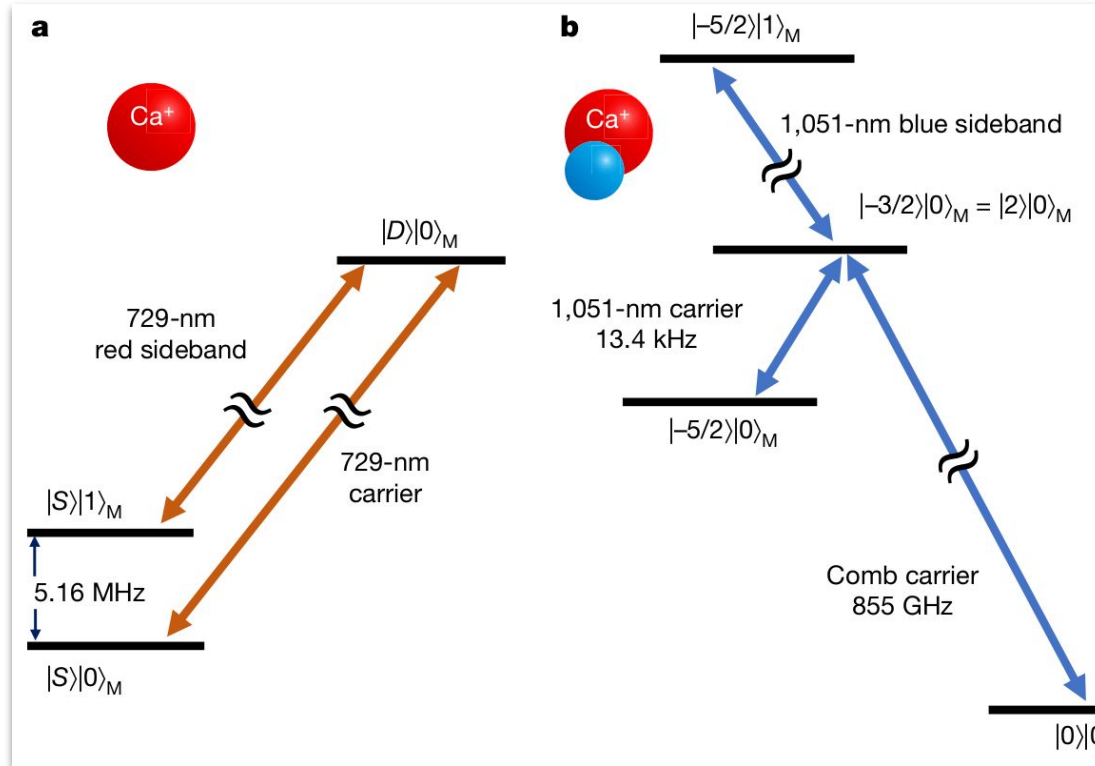 a
Ca⁺
|D⟩|0⟩M
729-nm
red sideband
729-nm
carrier
|S⟩|1⟩M
5.16 MHz
|S⟩|0⟩M
b
|–5/2⟩|1⟩M
Ca⁺
1,051-nm blue sideband
|–3/2⟩|0⟩M = |2⟩|0⟩M
1,051-nm carrier
13.4 kHz
|–5/2⟩|0⟩M
Comb carrier
855 GHz
|0⟩|